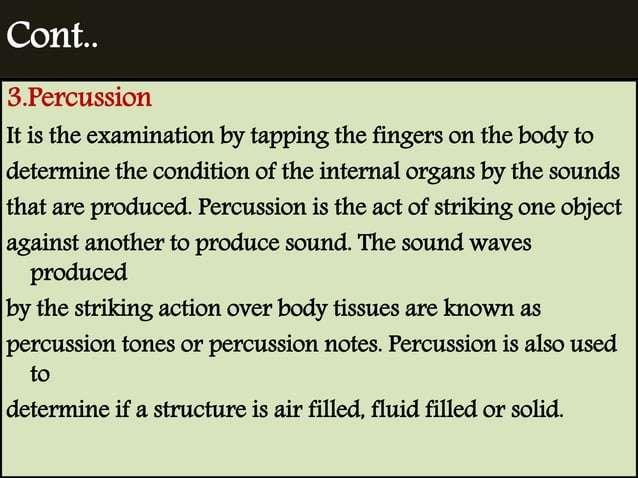 Cont..
3.Percussion
It is the examination by tapping the fingers on the body to
determine the condition of the internal organs by the sounds
that are produced. Percussion is the act of striking one object
against another to produce sound. The sound waves
produced
by the striking action over body tissues are known as
percussion tones or percussion notes. Percussion is also used
to
determine if a structure is air filled, fluid filled or solid.